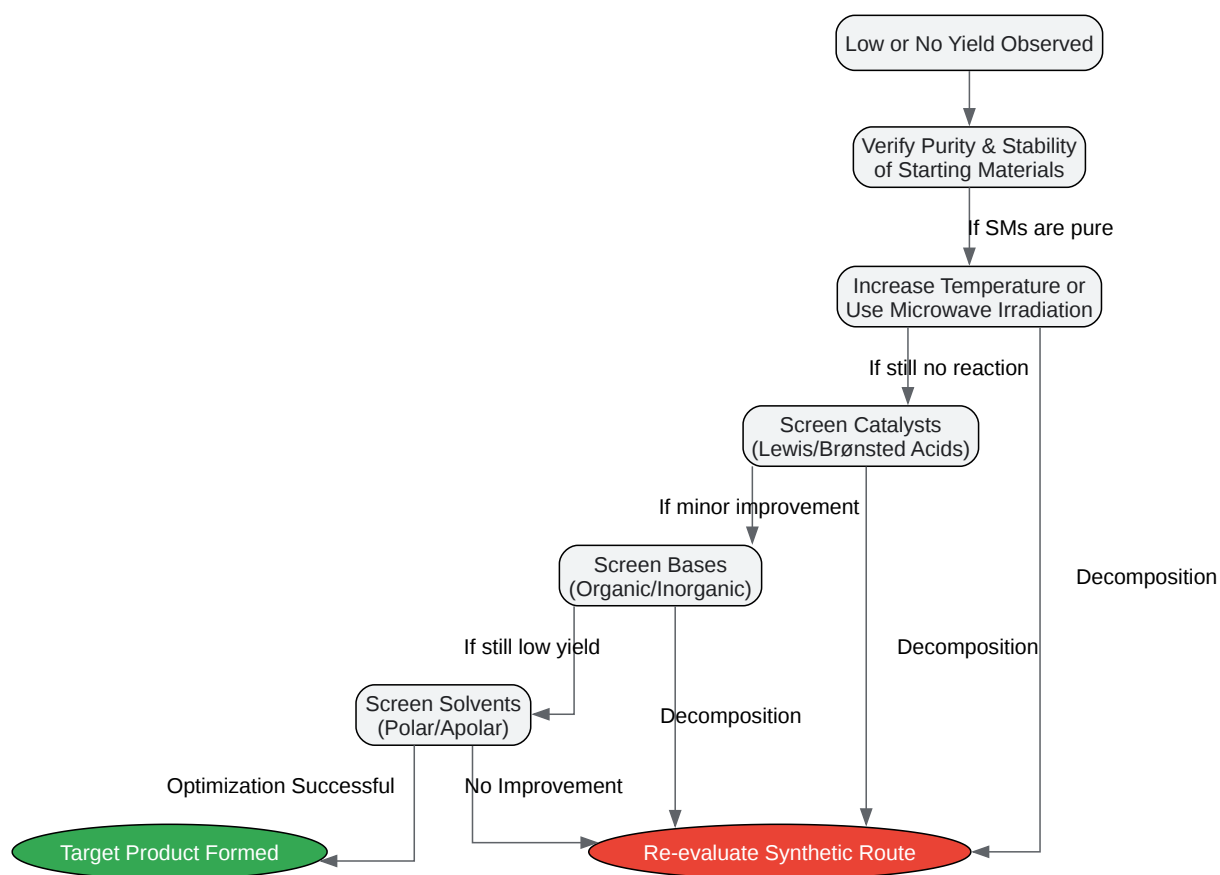 Low or No Yield Observed
Verify Purity & Stability
of Starting Materials
If SMs are pure
Increase Temperature or
Use Microwave Irradiation
If still no reaction
Screen Catalysts
(Lewis/Brønsted Acids)
If minor improvement
Screen Bases
(Organic/Inorganic)
Decomposition
If still low yield
Decomposition
Screen Solvents
(Polar/Apolar)
Decomposition
Optimization Successful
No Improvement
Target Product Formed
Re-evaluate Synthetic Route